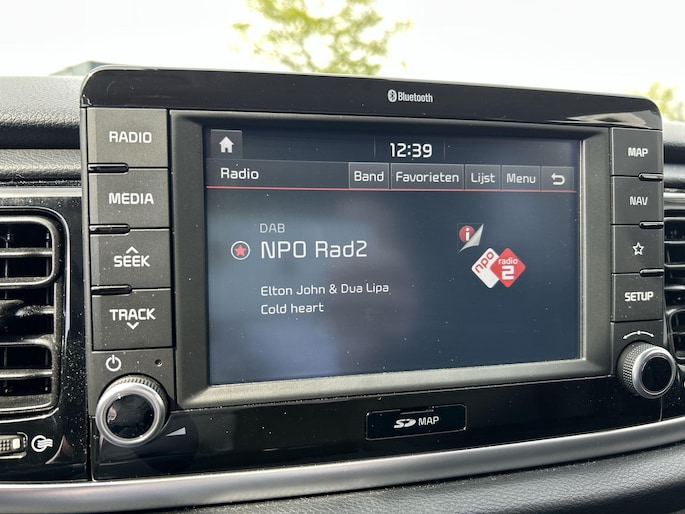 Bluetooth
RADIO
MEDIA
SEEK
TRACK
12:39
Radio
Band
Favorieten
Lijst
Menu
DAB
NPO Rad2
Elton John & Dua Lipa
Cold heart
i
npo
radio
2
MAP
NAV
SETUP
SD MAP